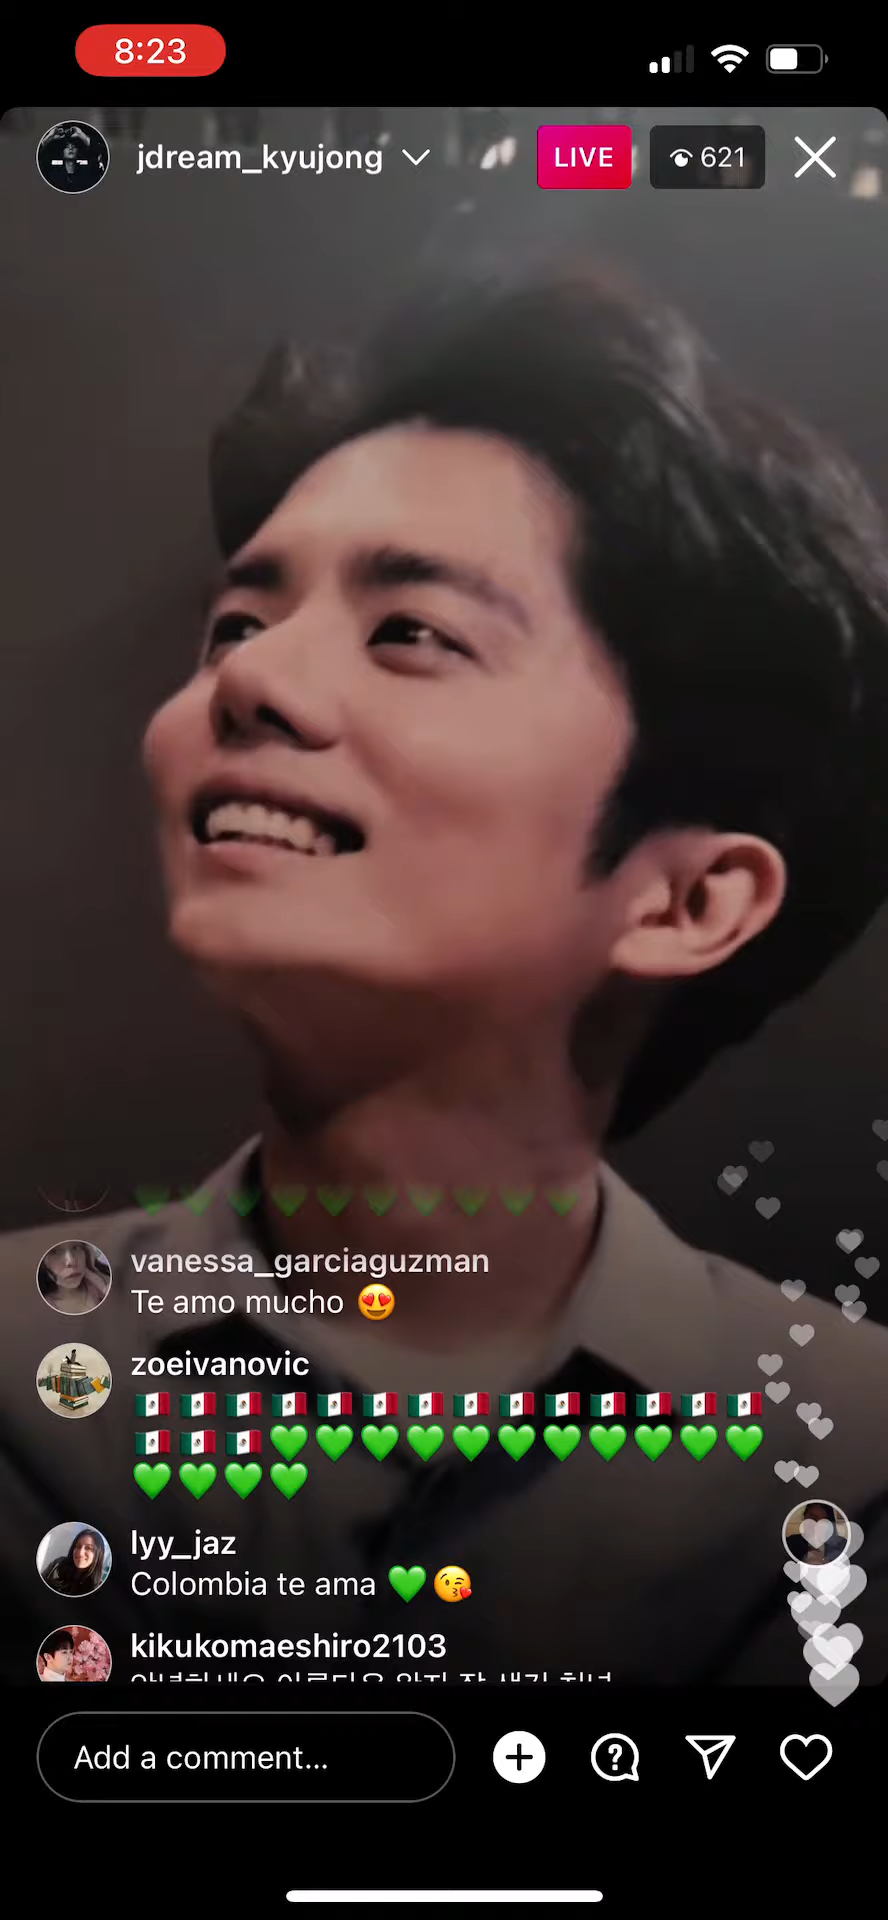 8:23
jdream_kyujong
LIVE
621
vanessa_garciaguzman
Te amo mucho 😍
zoeivanovic
🇲🇽🇲🇽🇲🇽🇲🇽🇲🇽🇲🇽🇲🇽🇲🇽🇲🇽🇲🇽🇲🇽🇲🇽🇲🇽🇲🇽
🇲🇽🇲🇽🇲🇽💚💚💚💚💚💚💚💚💚💚💚
💚💚💚💚
lyy_jaz
Colombia te ama 💚😘
kikukomaeshiro2103
Add a comment...